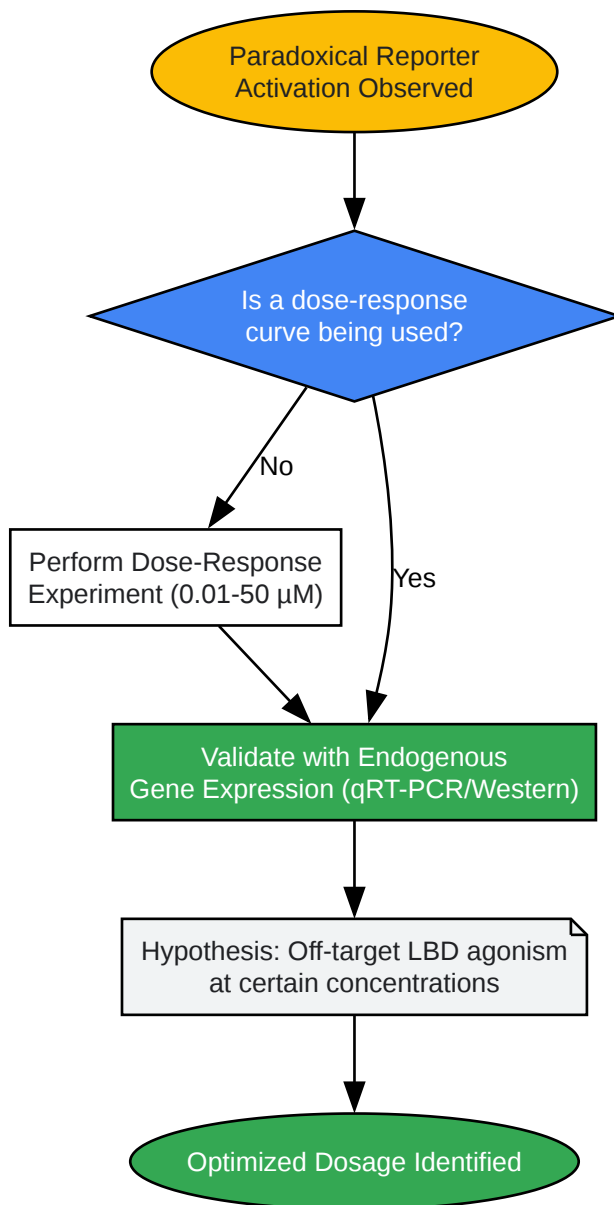 Paradoxical Reporter
Activation Observed
Is a dose-response
curve being used?
No
Perform Dose-Response
Experiment (0.01-50 µM)
Yes
Validate with Endogenous
Gene Expression (qRT-PCR/Western)
Hypothesis: Off-target LBD agonism
at certain concentrations
Optimized Dosage Identified